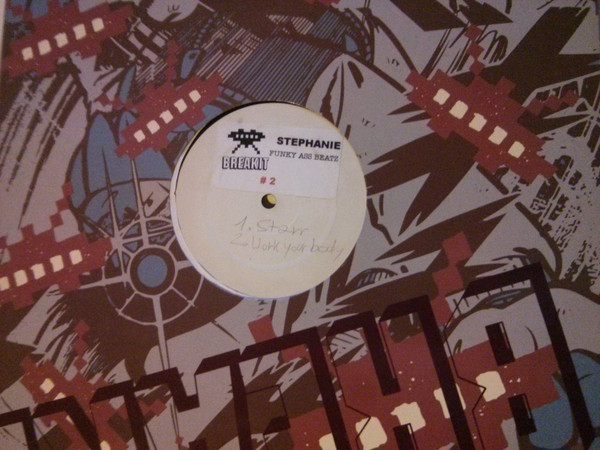 STEPHANIE
FUNKY ASS BEATZ
BREAKIT
# 2
1. Starr
2 Work your body